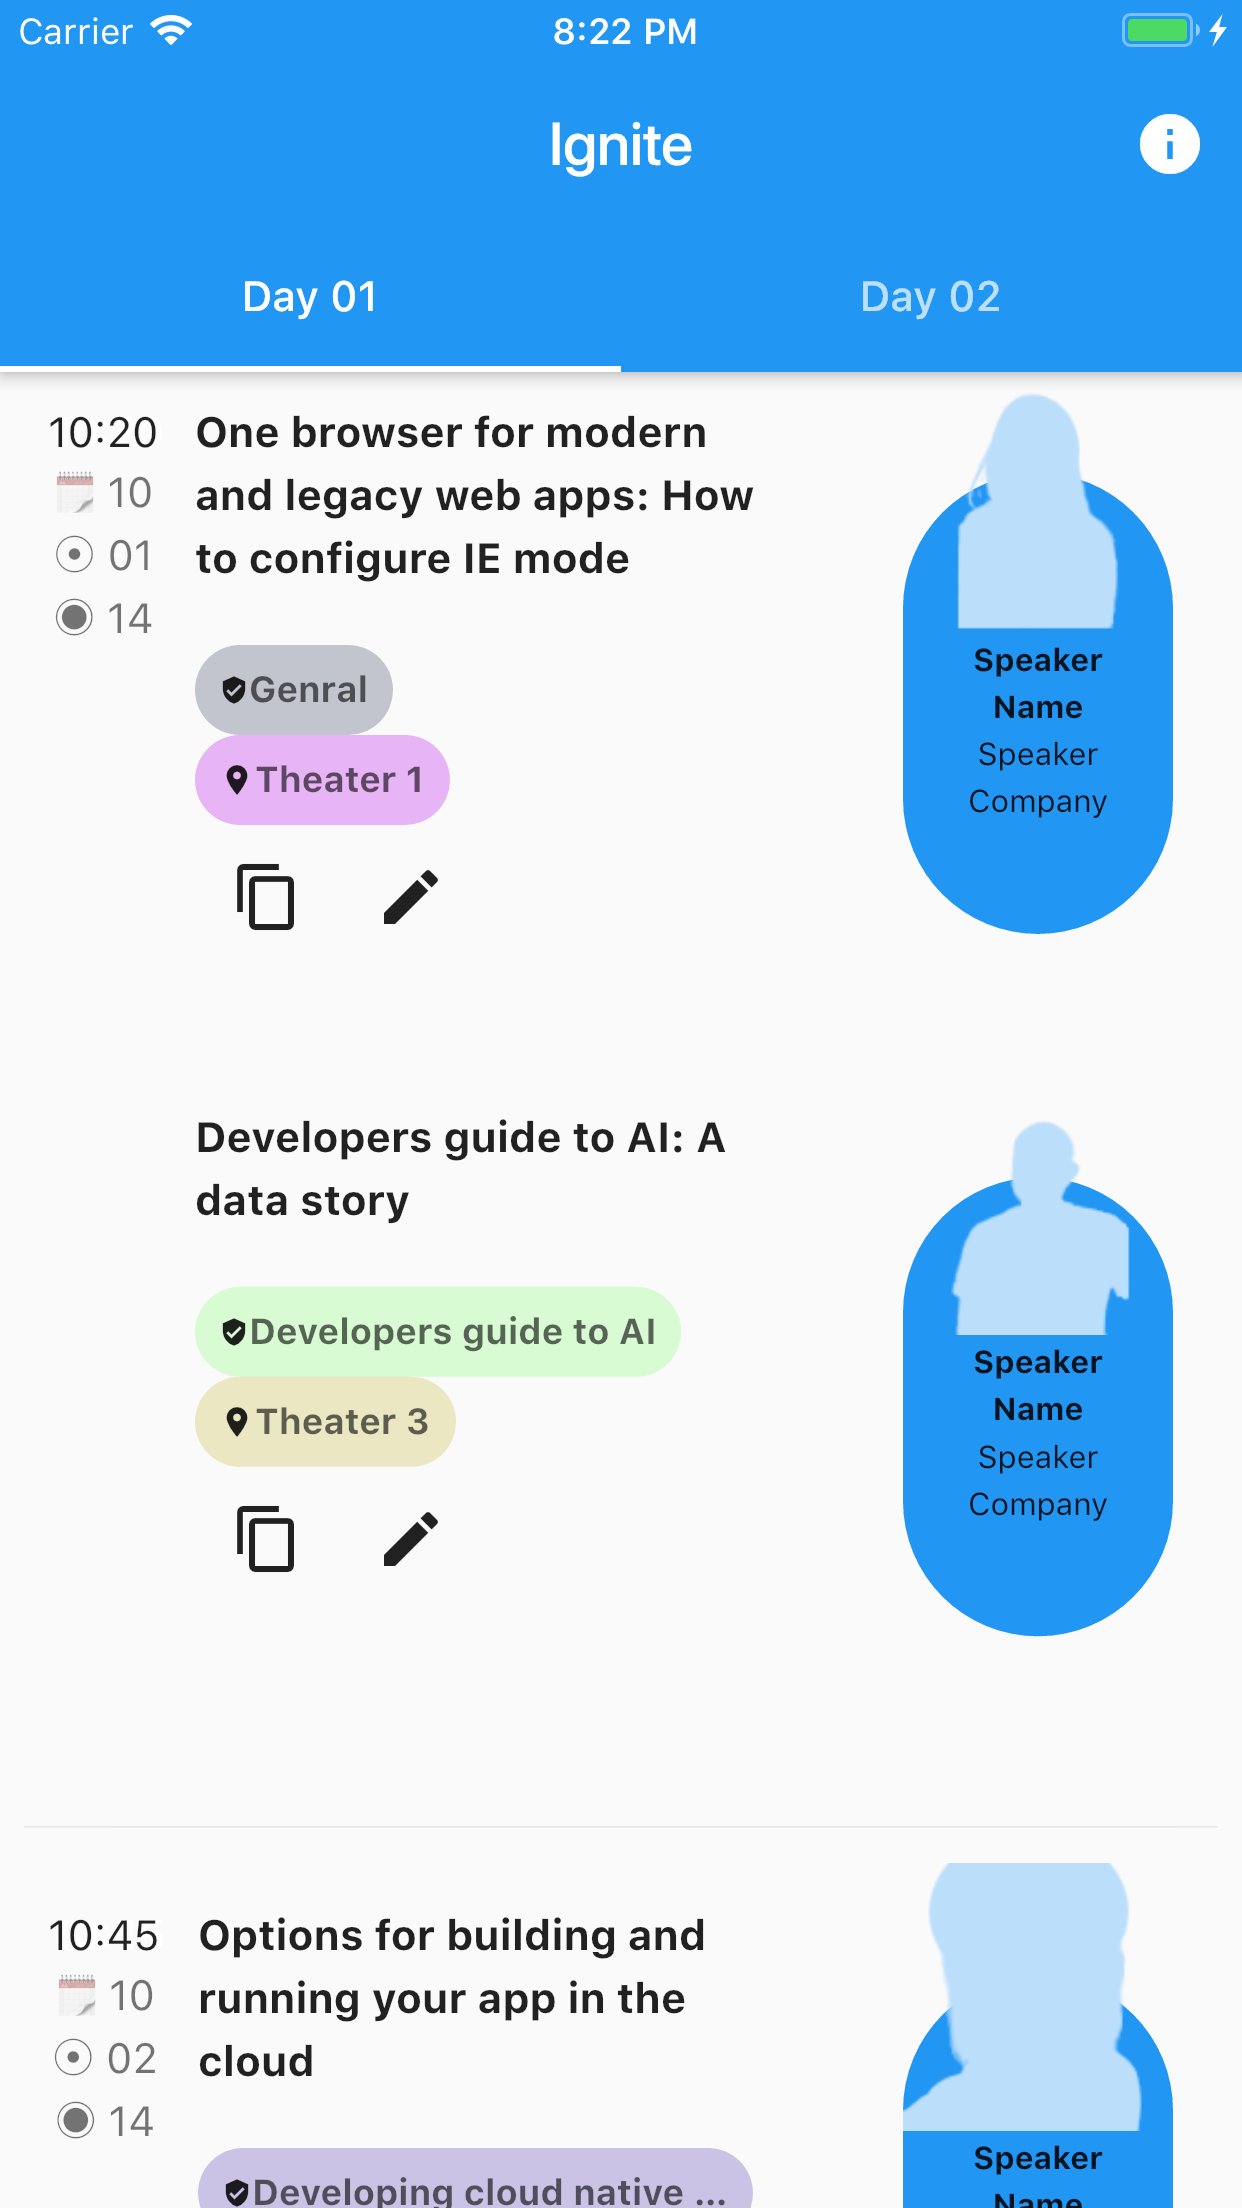 Carrier 8:22 PM
Ignite
Day 01 Day 02
10:20
10
01
14
One browser for modern
and legacy web apps: How
to configure IE mode
Genral
Theater 1
Speaker
Name
Speaker
Company
Developers guide to AI: A
data story
Developers guide to AI
Theater 3
Speaker
Name
Speaker
Company
10:45
10
02
14
Options for building and
running your app in the
cloud
Developing cloud native ...
Speaker
Name